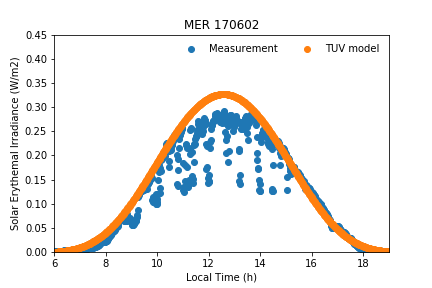 MER 170602
Measurement
TUV model
Solar Erythemal Irradiance (W/m2)
0.45
0.40
0.35
0.30
0.25
0.20
0.15
0.10
0.05
0.00
6 8 10 12 14 16 18
Local Time (h)